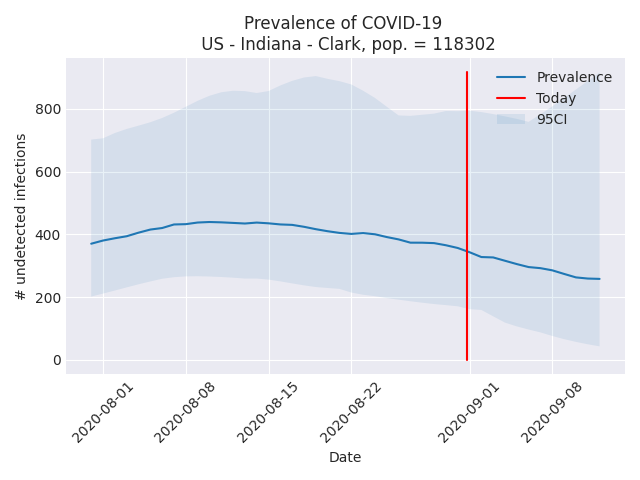 Prevalence of COVID-19
US - Indiana - Clark, pop. = 118302
Prevalence
Today
95CI
# undetected infections
800
600
400
200
0
2020-08-01
2020-08-08
2020-08-15
2020-08-22
2020-09-01
2020-09-08
Date